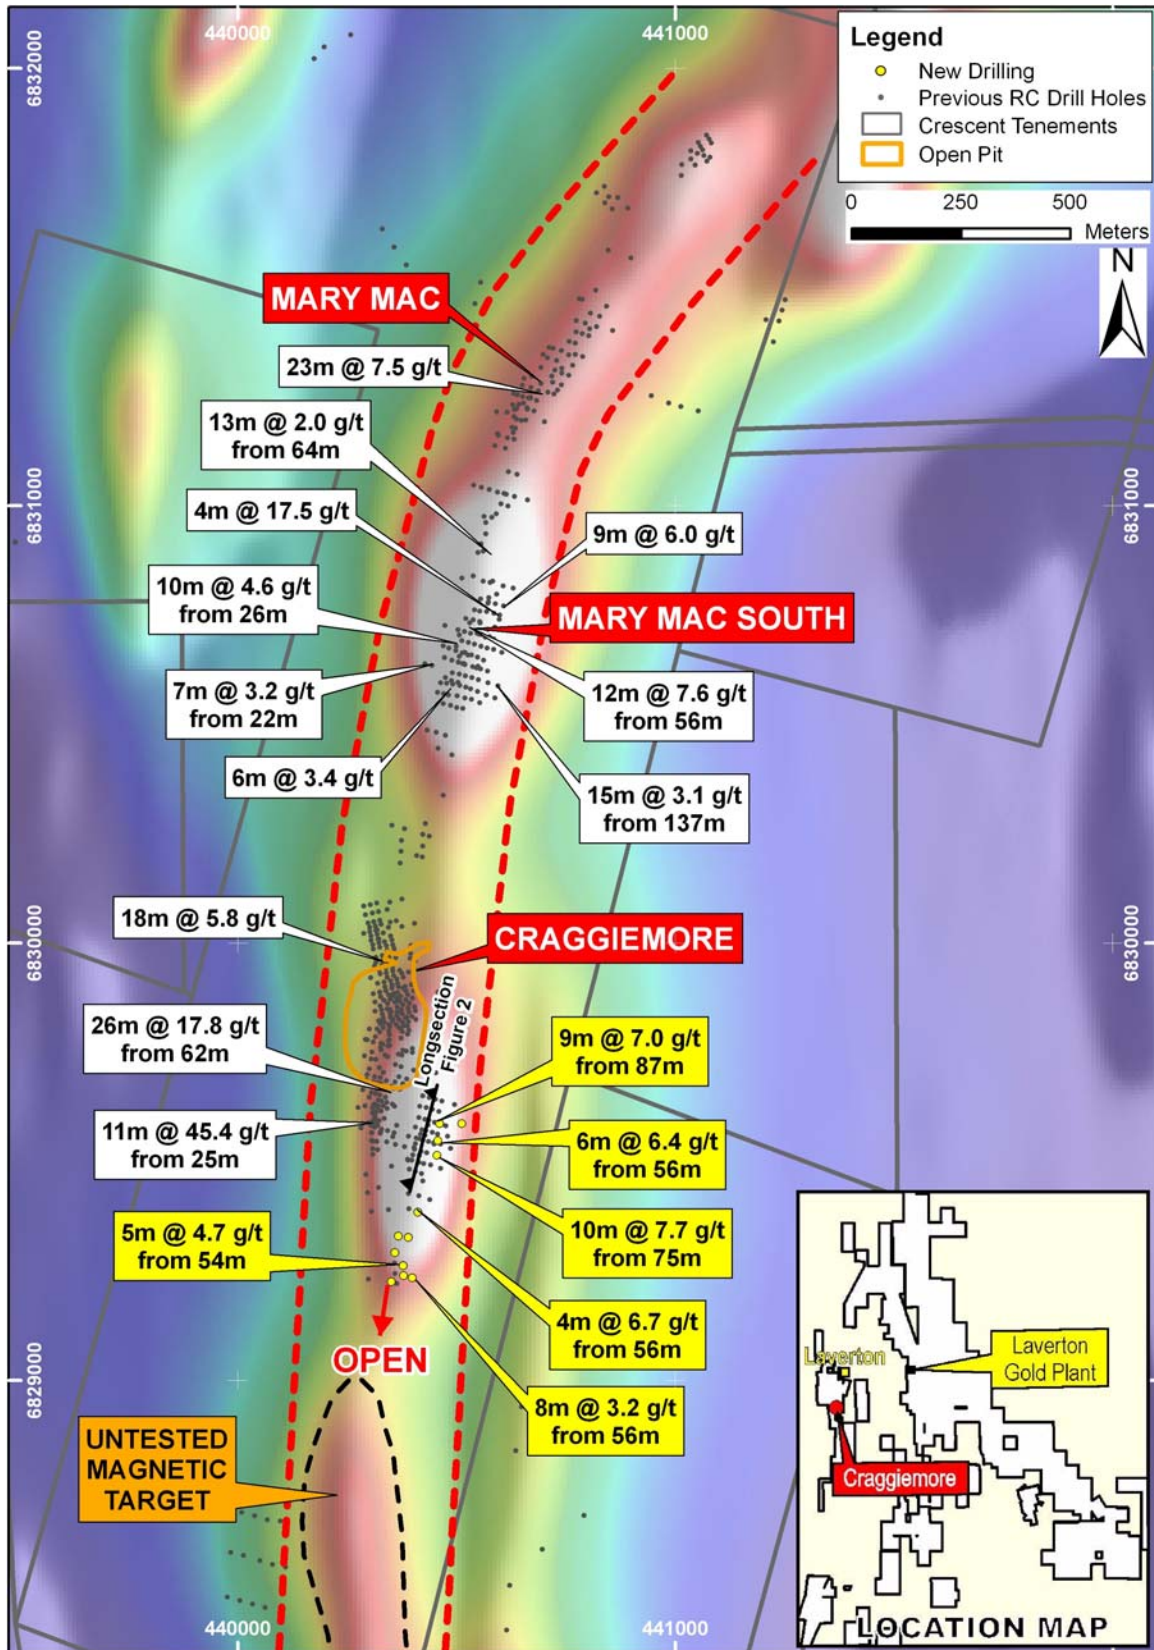 440000
441000
6832000
6832000
Legend
New Drilling
Previous RC Drill Holes
Crescent Tenements
Open Pit
0 250 500
Meters
N
MARY MAC
23m @ 7.5 g/t
13m @ 2.0 g/t
from 64m
4m @ 17.5 g/t
9m @ 6.0 g/t
6831000
6831000
10m @ 4.6 g/t
from 26m
MARY MAC SOUTH
7m @ 3.2 g/t
from 22m
12m @ 7.6 g/t
from 56m
6m @ 3.4 g/t
15m @ 3.1 g/t
from 137m
18m @ 5.8 g/t
CRAGGIEMORE
6830000
6830000
Longsection
Figure 2
26m @ 17.8 g/t
from 62m
9m @ 7.0 g/t
from 87m
11m @ 45.4 g/t
from 25m
6m @ 6.4 g/t
from 56m
5m @ 4.7 g/t
from 54m
10m @ 7.7 g/t
from 75m
4m @ 6.7 g/t
from 56m
OPEN
6829000
8m @ 3.2 g/t
from 56m
UNTESTED
MAGNETIC
TARGET
Laverton
Laverton
Gold Plant
Craggiemore
LOCATION MAP
440000
441000